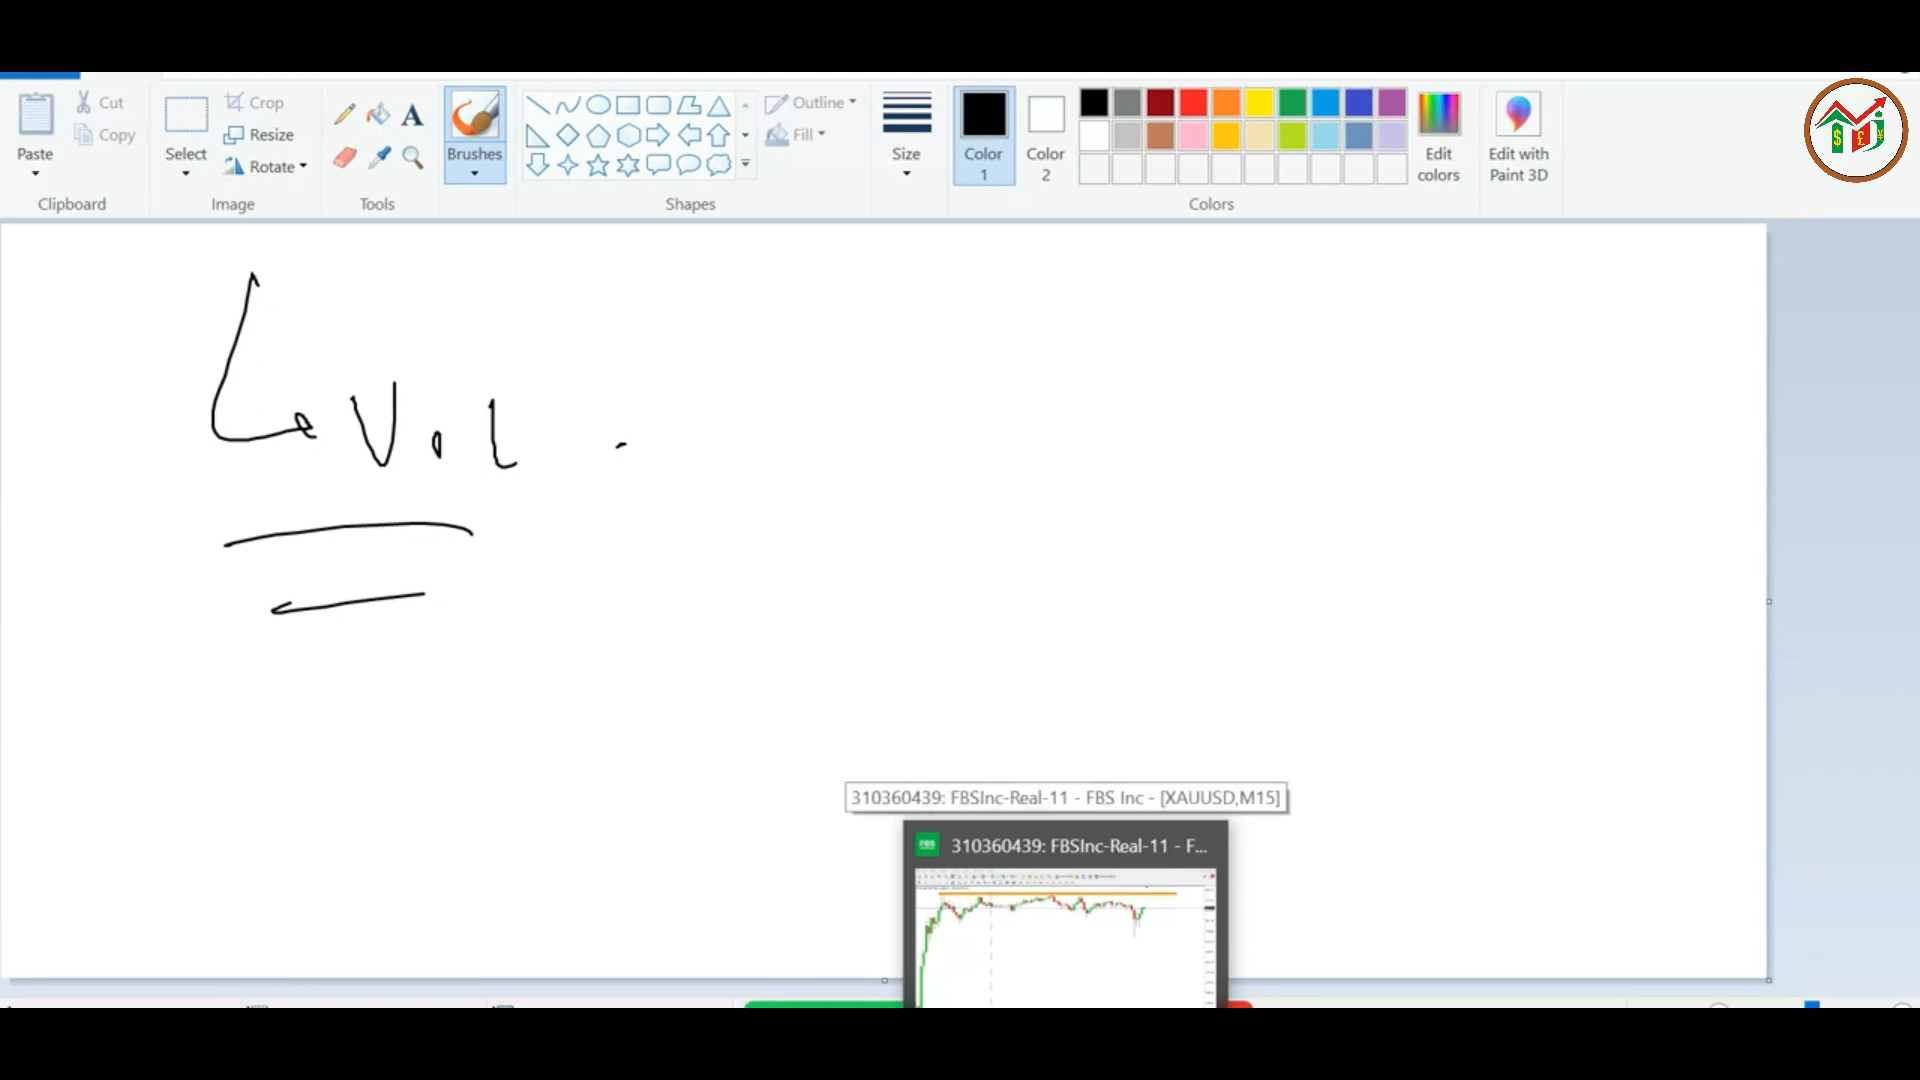 Cut
Copy
Paste
Clipboard
Select
Crop
Resize
Rotate
Image
Tools
Brushes
Shapes
Outline
Fill
Size
Color 1
Color 2
Colors
Edit colors
Edit with Paint 3D
Vol
310360439: FBSInc-Real-11 - FBS Inc - [XAUUSD,M15]
FBS
310360439: FBSInc-Real-11 - F...